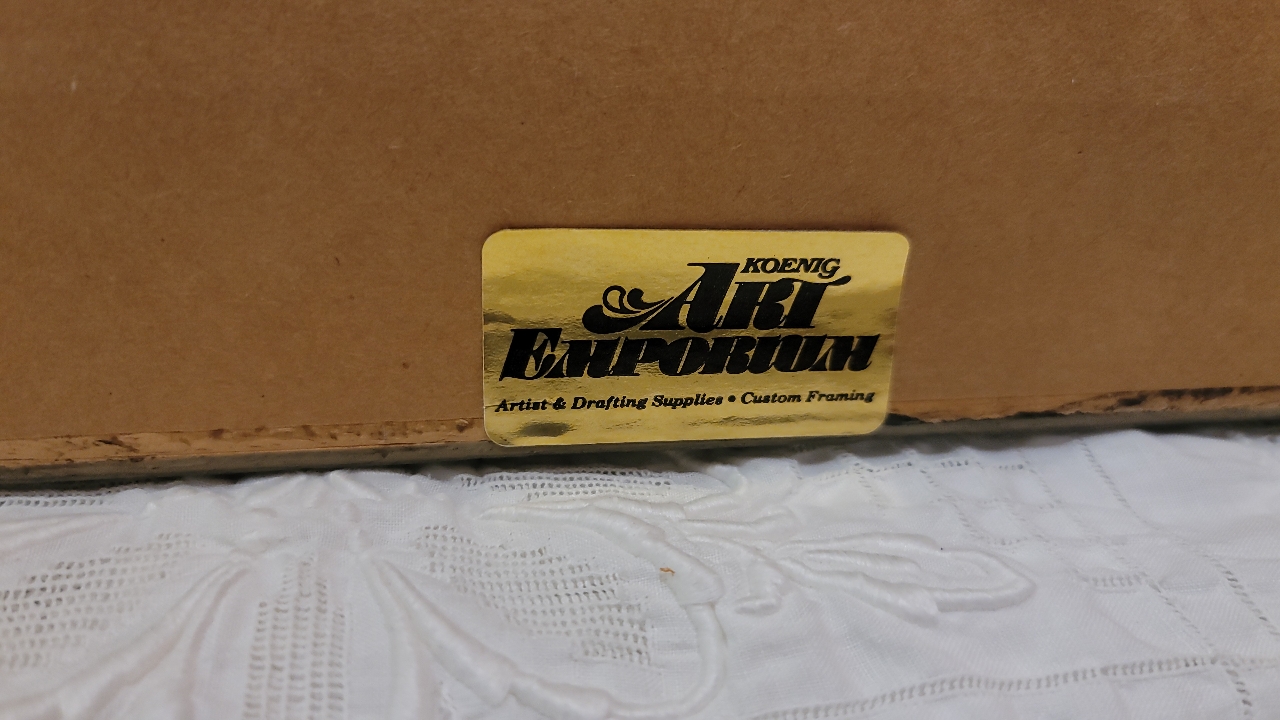 KOENIG
ART
EMPORIUM
Artist & Drafting Supplies • Custom Framing